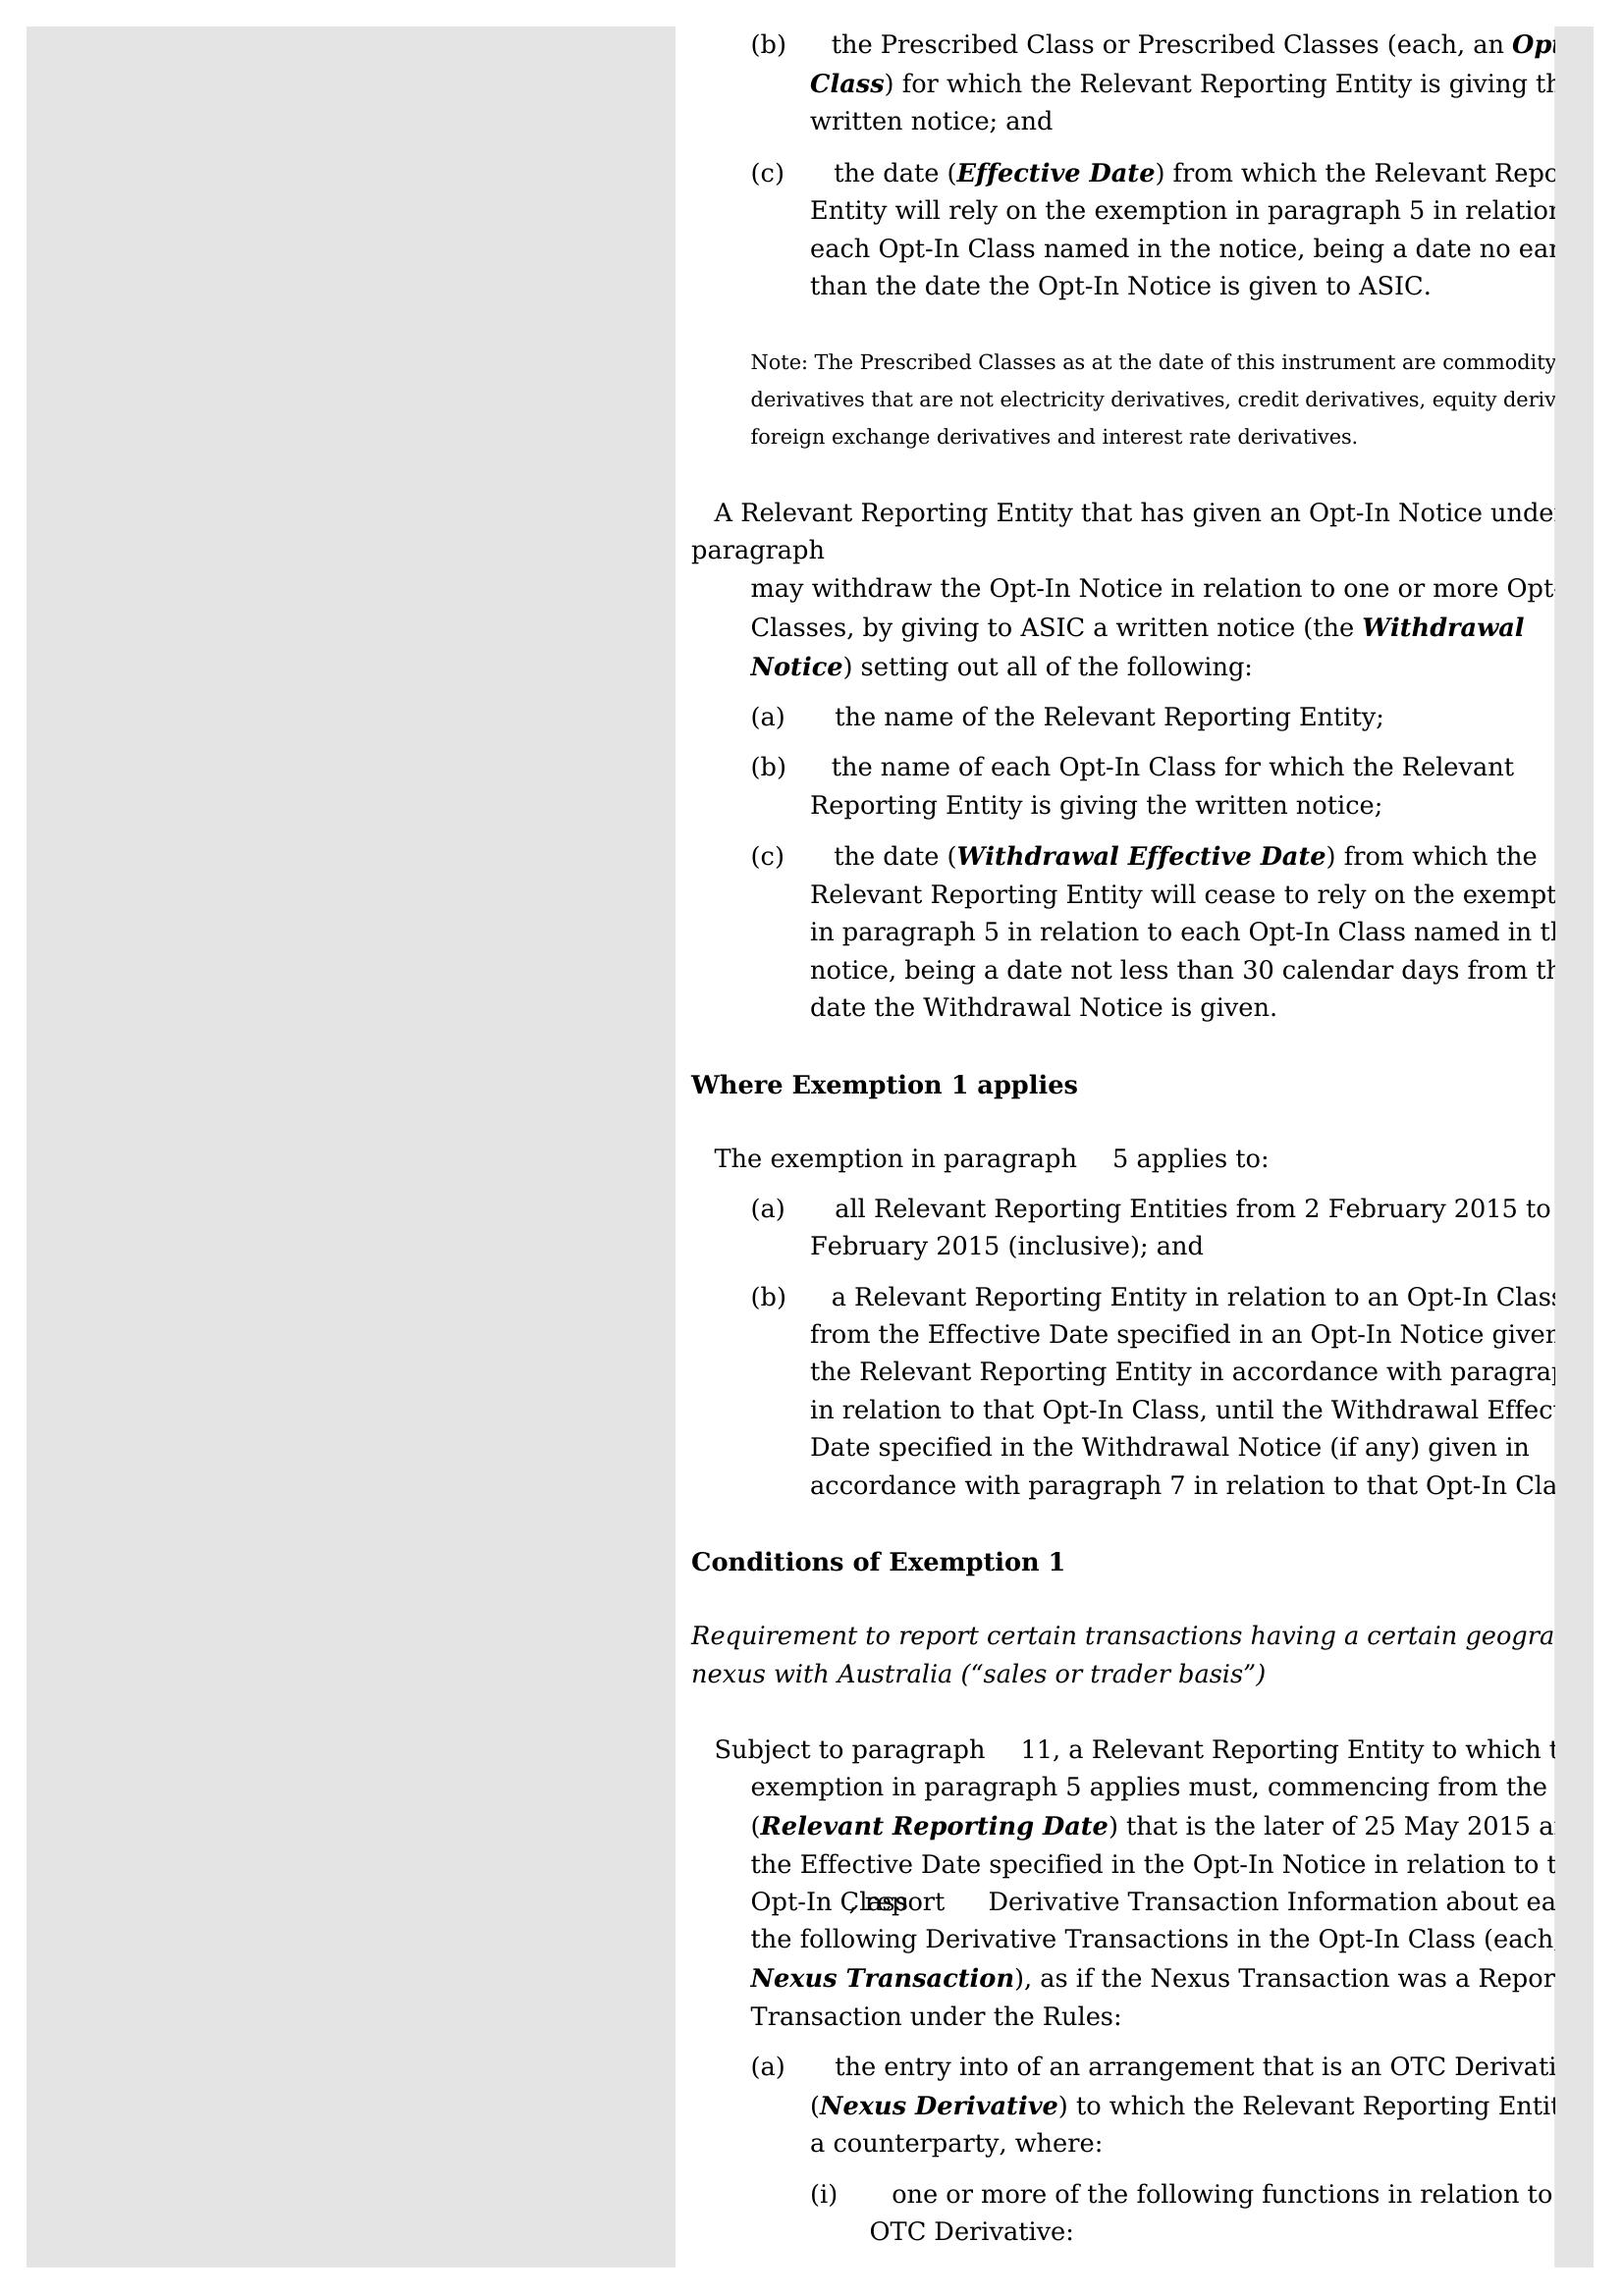 (b) the Prescribed Class or Prescribed Classes (each, an
Class) for which the Relevant Reporting Entity is giving
written notice; and
(c) the date (Effective Date) from which the Relevant
Entity will rely on the exemption in paragraph 5 in relation
each Opt-In Class named in the notice, being a date no
than the date the Opt-In Notice is given to ASIC.
Note: The Prescribed Classes as at the date of this instrument are commodity
derivatives that are not electricity derivatives, credit derivatives, equity
foreign exchange derivatives and interest rate derivatives.
A Relevant Reporting Entity that has given an Opt-In Notice under
paragraph
may withdraw the Opt-In Notice in relation to one or more Opt-
Classes, by giving to ASIC a written notice (the Withdrawal
Notice) setting out all of the following:
(a) the name of the Relevant Reporting Entity;
(b) the name of each Opt-In Class for which the Relevant
Reporting Entity is giving the written notice;
(c) the date (Withdrawal Effective Date) from which the
Relevant Reporting Entity will cease to rely on the
in paragraph 5 in relation to each Opt-In Class named in
notice, being a date not less than 30 calendar days from
date the Withdrawal Notice is given.
Where Exemption 1 applies
The exemption in paragraph 5 applies to:
(a) all Relevant Reporting Entities from 2 February 2015 to
February 2015 (inclusive); and
(b) a Relevant Reporting Entity in relation to an Opt-In Class
from the Effective Date specified in an Opt-In Notice given
the Relevant Reporting Entity in accordance with
in relation to that Opt-In Class, until the Withdrawal
Date specified in the Withdrawal Notice (if any) given in
accordance with paragraph 7 in relation to that Opt-In
Conditions of Exemption 1
Requirement to report certain transactions having a certain
nexus with Australia (“sales or trader basis”)
Subject to paragraph 11, a Relevant Reporting Entity to which
exemption in paragraph 5 applies must, commencing from the
(Relevant Reporting Date) that is the later of 25 May 2015
the Effective Date specified in the Opt-In Notice in relation to
Opt-In Class, report Derivative Transaction Information about
the following Derivative Transactions in the Opt-In Class (each,
Nexus Transaction), as if the Nexus Transaction was a
Transaction under the Rules:
(a) the entry into of an arrangement that is an OTC
(Nexus Derivative) to which the Relevant Reporting
a counterparty, where:
(i) one or more of the following functions in relation to
OTC Derivative: